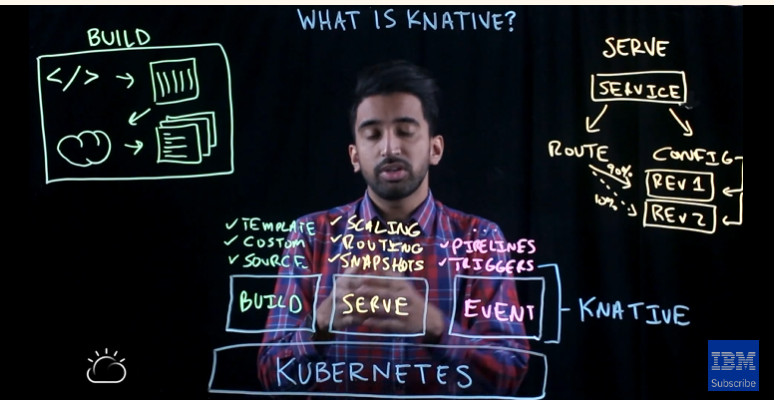 WHAT IS KNATIVE?
BUILD
</>
SERVE
SERVICE
ROUTE
CONFIG
90%
REV 1
10%
REV 2
✓ TEMPLATE
✓ CUSTOM
✓ SOURCE
✓ SCALING
✓ ROUTING
✓ SNAPSHOTS
...
✓ PIPELINES
✓ TRIGGERS
BUILD
SERVE
EVENT
KNATIVE
KUBERNETES
IBM
Subscribe